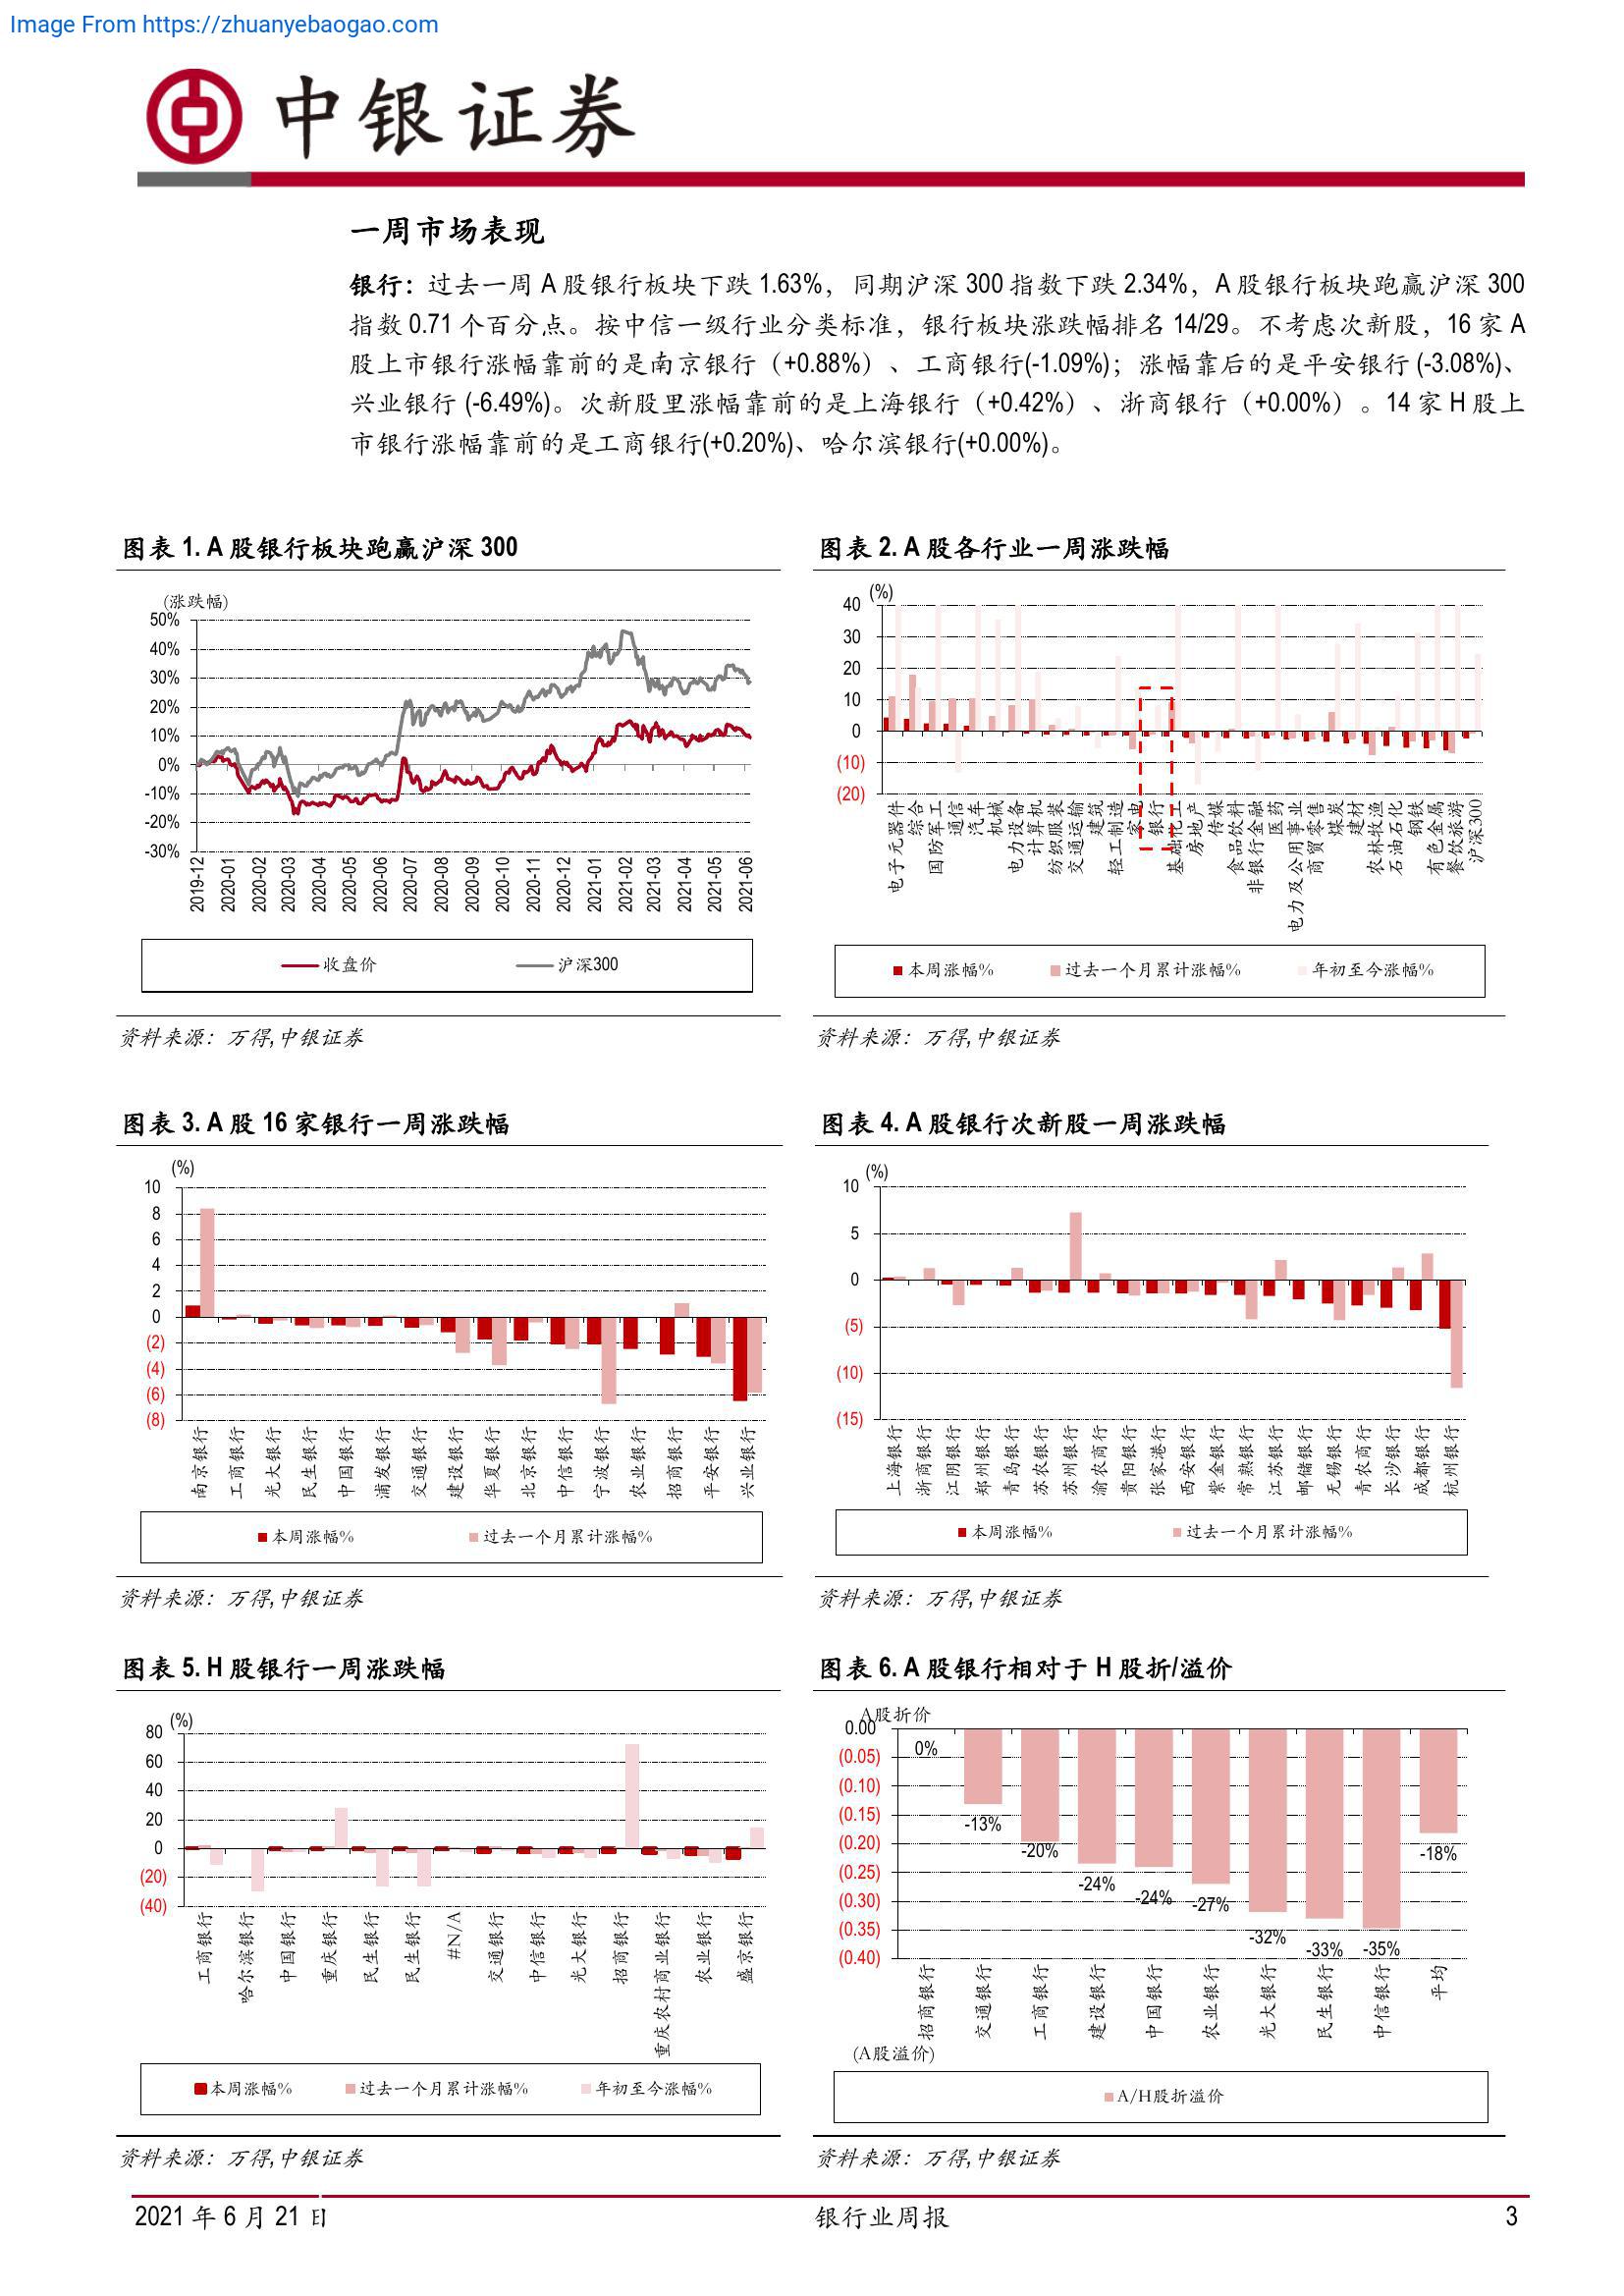 Image From https://zhuanyebaogao.com
中银证券
一周市场表现
银行：过去一周 A 股银行板块下跌 1.63%，同期沪深 300 指数下跌 2.34%，A 股银行板块跑赢沪深 300
指数 0.71 个百分点。按中信一级行业分类标准，银行板块涨跌幅排名 14/29。不考虑次新股，16 家 A
股上市银行涨幅靠前的是南京银行（+0.88%）、工商银行(-1.09%)；涨幅靠后的是平安银行 (-3.08%)、
兴业银行 (-6.49%)。次新股里涨幅靠前的是上海银行（+0.42%）、浙商银行（+0.00%）。14 家 H 股上
市银行涨幅靠前的是工商银行(+0.20%)、哈尔滨银行(+0.00%)。
图表 1. A 股银行板块跑赢沪深 300
(涨跌幅)
50%
40%
30%
20%
10%
0%
-10%
-20%
-30%
2019-12
2020-01
2020-02
2020-03
2020-04
2020-05
2020-06
2020-07
2020-08
2020-09
2020-10
2020-11
2020-12
2021-01
2021-02
2021-03
2021-04
2021-05
2021-06
收盘价
沪深300
资料来源：万得,中银证券
图表 2. A 股各行业一周涨跌幅
(%)
40
30
20
10
0
(10)
(20)
电子元器件
综合
国防军工
通信
汽车
机械
电力设备
计算机
纺织服装
交通运输
建筑
轻工制造
家电
银行
基础化工
房地产
传媒
食品饮料
非银行金融
医药
电力及公用事业
商贸零售
煤炭
建材
农林牧渔
石油石化
钢铁
有色金属
餐饮旅游
沪深300
本周涨幅%
过去一个月累计涨幅%
年初至今涨幅%
资料来源：万得,中银证券
图表 3. A 股 16 家银行一周涨跌幅
(%)
10
8
6
4
2
0
(2)
(4)
(6)
(8)
南京银行
工商银行
光大银行
民生银行
中国银行
浦发银行
交通银行
建设银行
华夏银行
北京银行
中信银行
宁波银行
农业银行
招商银行
平安银行
兴业银行
本周涨幅%
过去一个月累计涨幅%
资料来源：万得,中银证券
图表 4. A 股银行次新股一周涨跌幅
(%)
10
5
0
(5)
(10)
(15)
上海银行
浙商银行
江阴银行
郑州银行
青岛银行
苏农银行
苏州银行
渝农商行
贵阳银行
张家港行
西安银行
紫金银行
常熟银行
江苏银行
邮储银行
无锡银行
青农商行
长沙银行
成都银行
杭州银行
本周涨幅%
过去一个月累计涨幅%
资料来源：万得,中银证券
图表 5. H 股银行一周涨跌幅
(%)
80
60
40
20
0
(20)
(40)
工商银行
哈尔滨银行
中国银行
重庆银行
民生银行
民生银行
#N/A
交通银行
中信银行
光大银行
招商银行
重庆农村商业银行
农业银行
盛京银行
本周涨幅%
过去一个月累计涨幅%
年初至今涨幅%
资料来源：万得,中银证券
图表 6. A 股银行相对于 H 股折/溢价
A股折价
0.00
(0.05)
(0.10)
(0.15)
(0.20)
(0.25)
(0.30)
(0.35)
(0.40)
0%
-13%
-20%
-24%
-24%
-27%
-32%
-33%
-35%
-18%
招商银行
交通银行
工商银行
建设银行
中国银行
农业银行
光大银行
民生银行
中信银行
平均
(A股溢价)
A/H股折溢价
资料来源：万得,中银证券
2021 年 6 月 21 日
银行业周报
3